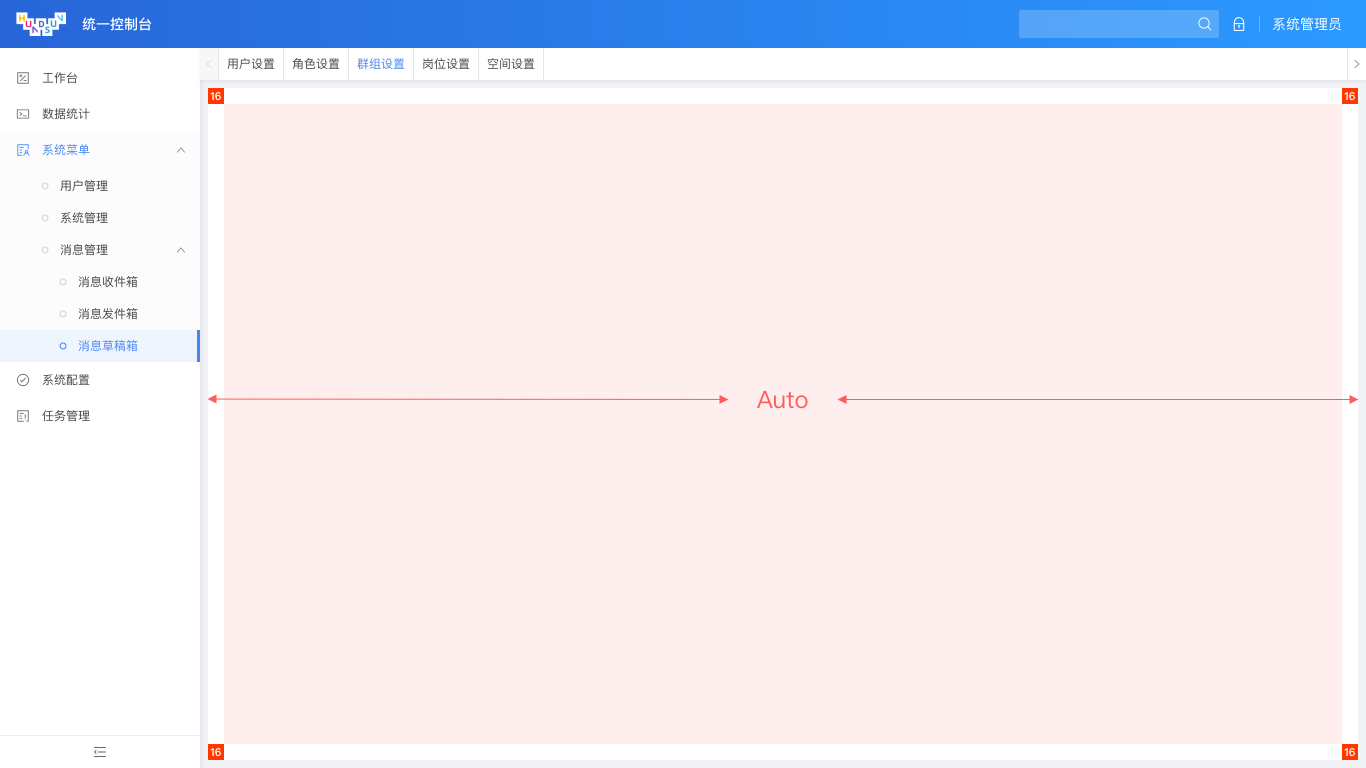 HUNDSUN
统一控制台
系统管理员
用户设置 角色设置 群组设置 岗位设置 空间设置
工作台
数据统计
系统菜单
用户管理
系统管理
消息管理
消息收件箱
消息发件箱
消息草稿箱
系统配置
任务管理
16 16
Auto
16 16